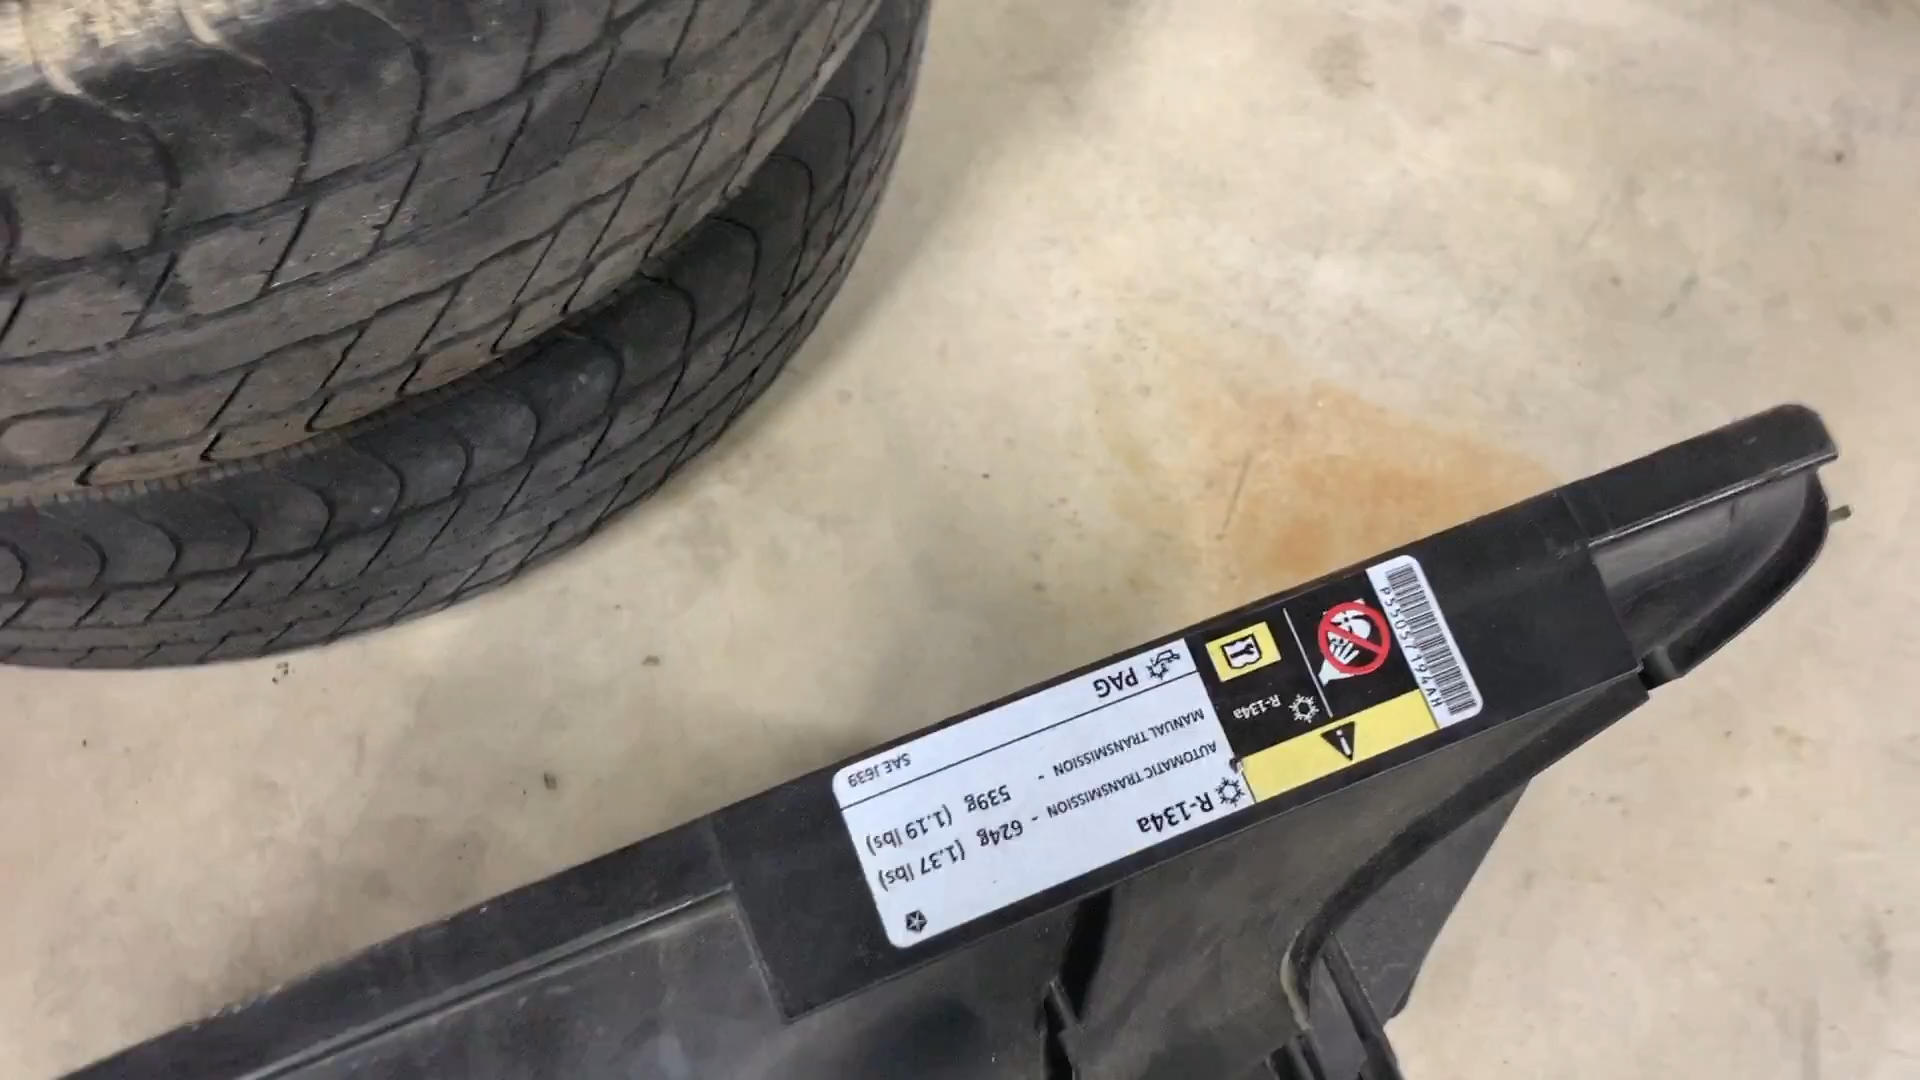 P55057194AH
R-134a
R-134a
AUTOMATIC TRANSMISSION - 624g (1.37 lbs)
MANUAL TRANSMISSION - 539g (1.19 lbs)
PAG SAE J639